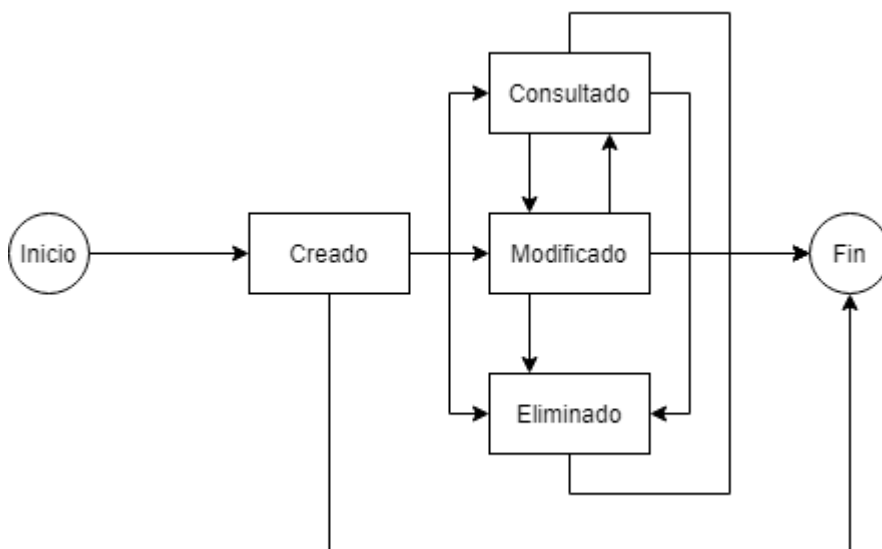 Consultado
Inicio
Creado
Modificado
Fin
Eliminado